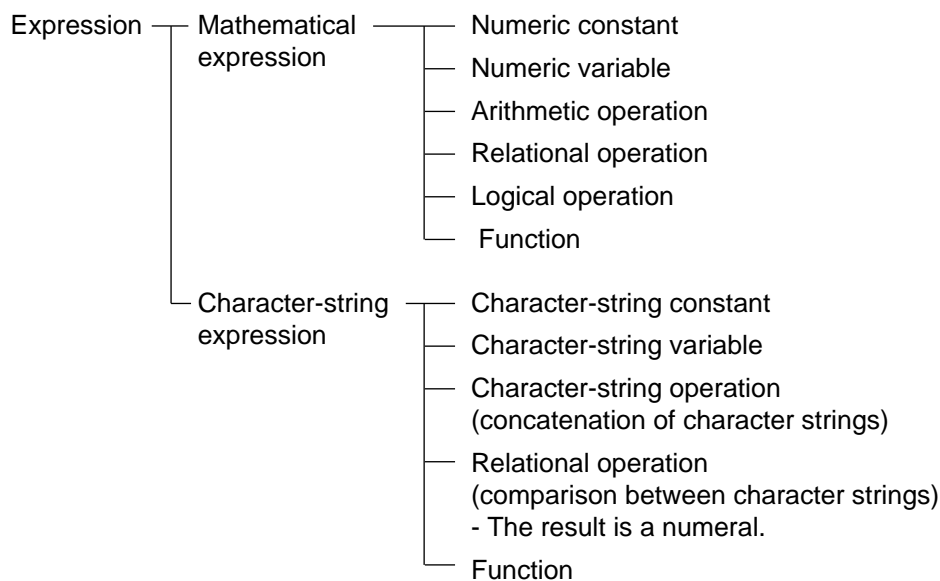 Expression
Mathematical
expression
Numeric constant
Numeric variable
Arithmetic operation
Relational operation
Logical operation
Function
Character-string
expression
Character-string constant
Character-string variable
Character-string operation
(concatenation of character strings)
Relational operation
(comparison between character strings)
- The result is a numeral.
Function